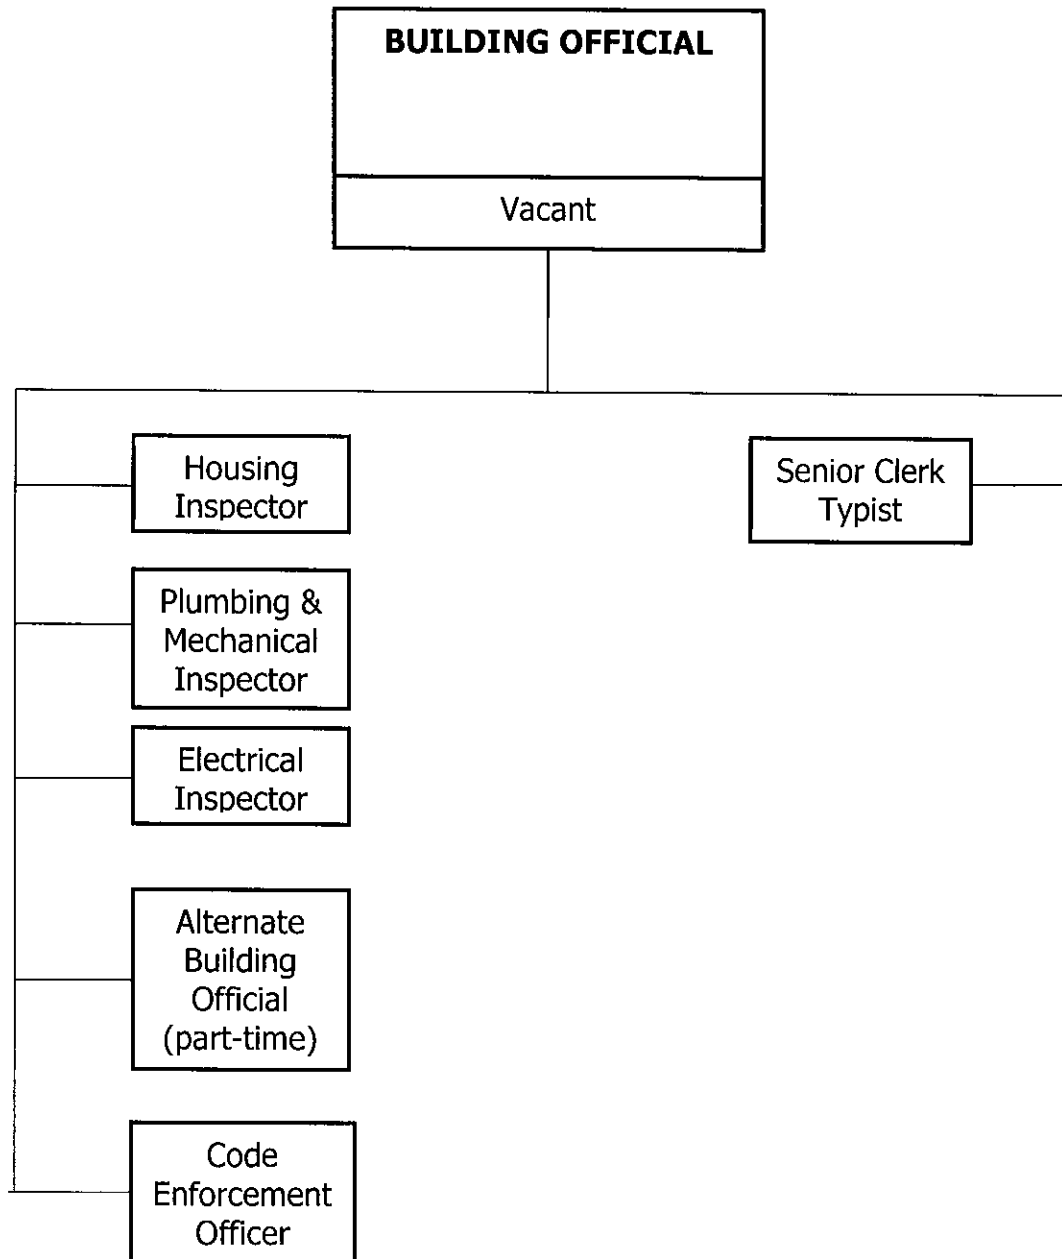 BUILDING OFFICIAL
Vacant
Housing
Inspector
Senior Clerk
Typist
Plumbing &
Mechanical
Inspector
Electrical
Inspector
Alternate
Building
Official
(part-time)
Code
Enforcement
Officer